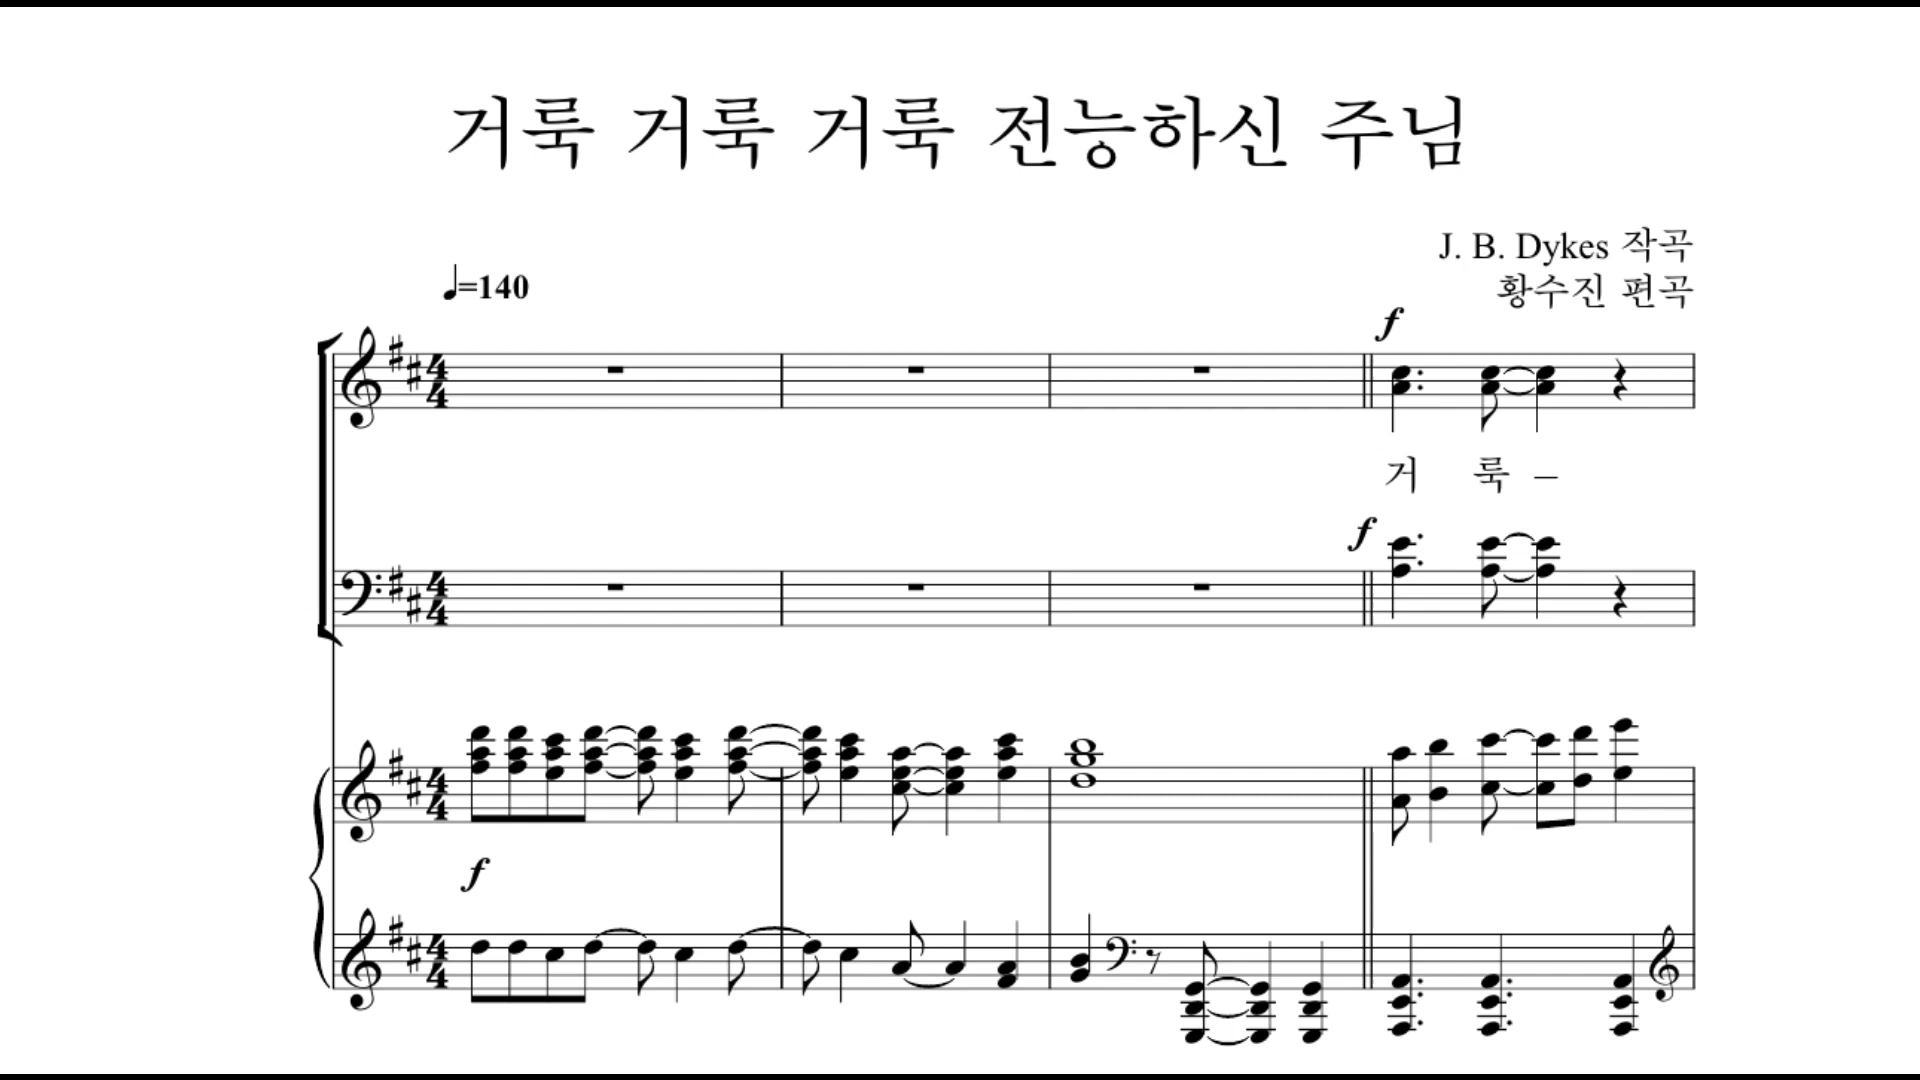 거룩 거룩 거룩 전능하신 주님
J. B. Dykes 작곡
황수진 편곡
♩=140
f
거 룩 –
f
f